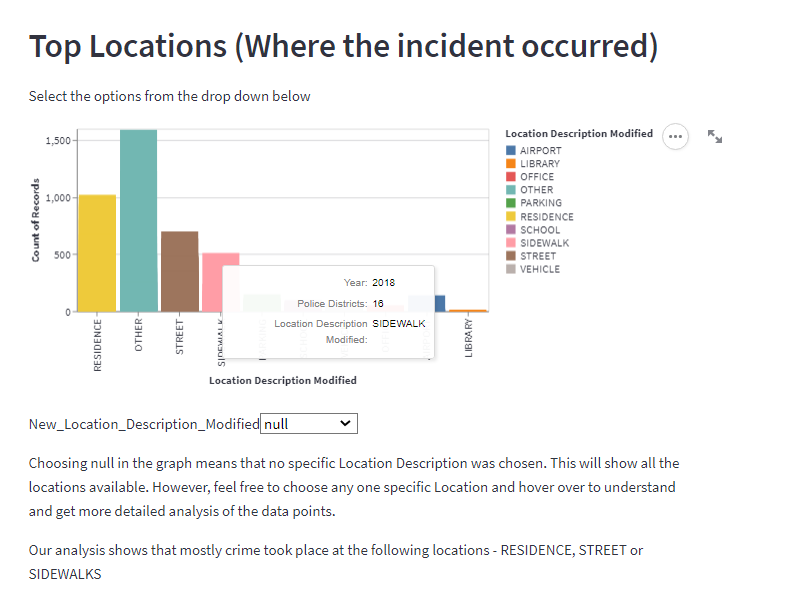 Top Locations (Where the incident occurred)
Select the options from the drop down below
Location Description Modified
AIRPORT
LIBRARY
OFFICE
OTHER
PARKING
RESIDENCE
SCHOOL
SIDEWALK
STREET
VEHICLE
Count of Records
1,500
1,000
500
0
Year: 2018
Police Districts: 16
Location Description SIDEWALK
Modified:
RESIDENCE
OTHER
STREET
SIDEWALK
LIBRARY
Location Description Modified
New_Location_Description_Modified null
Choosing null in the graph means that no specific Location Description was chosen. This will show all the
locations available. However, feel free to choose any one specific Location and hover over to understand
and get more detailed analysis of the data points.
Our analysis shows that mostly crime took place at the following locations - RESIDENCE, STREET or
SIDEWALKS